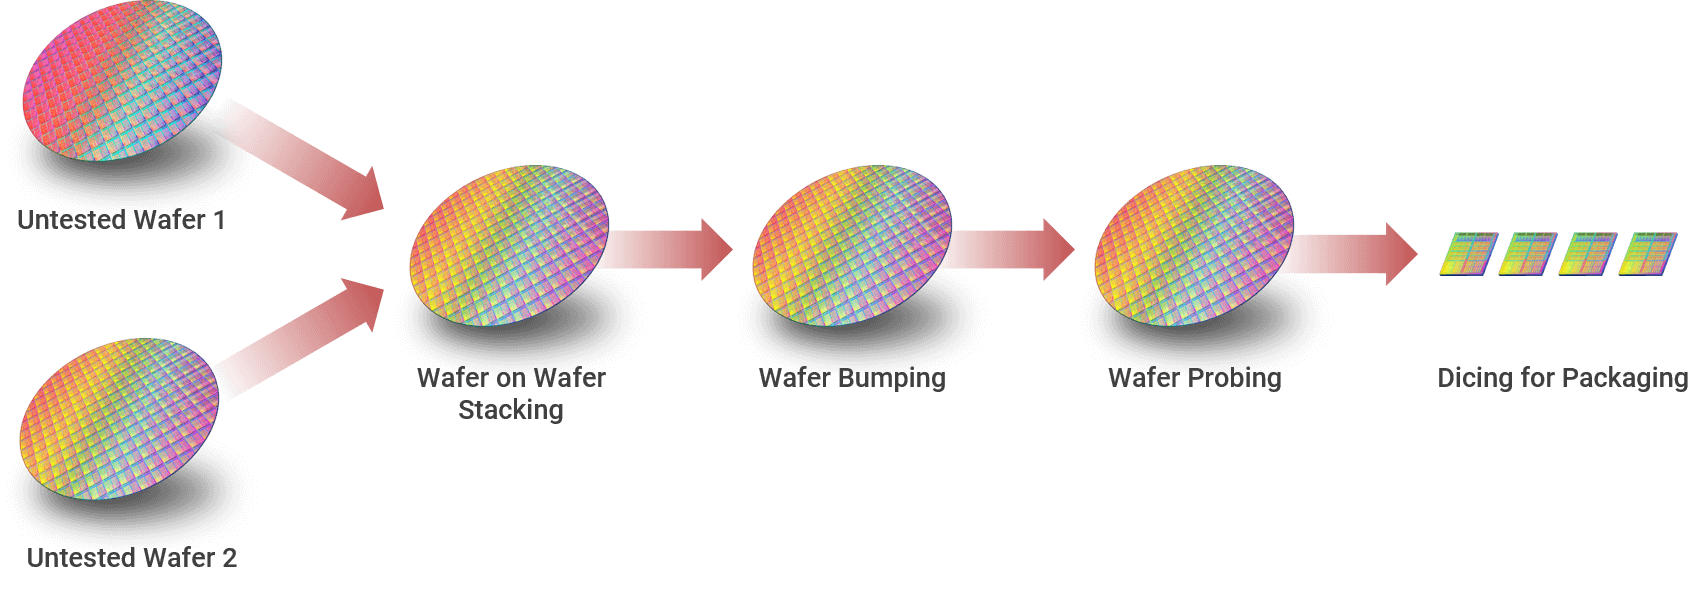 Untested Wafer 1
Untested Wafer 2
Wafer on Wafer
Stacking
Wafer Bumping
Wafer Probing
Dicing for Packaging